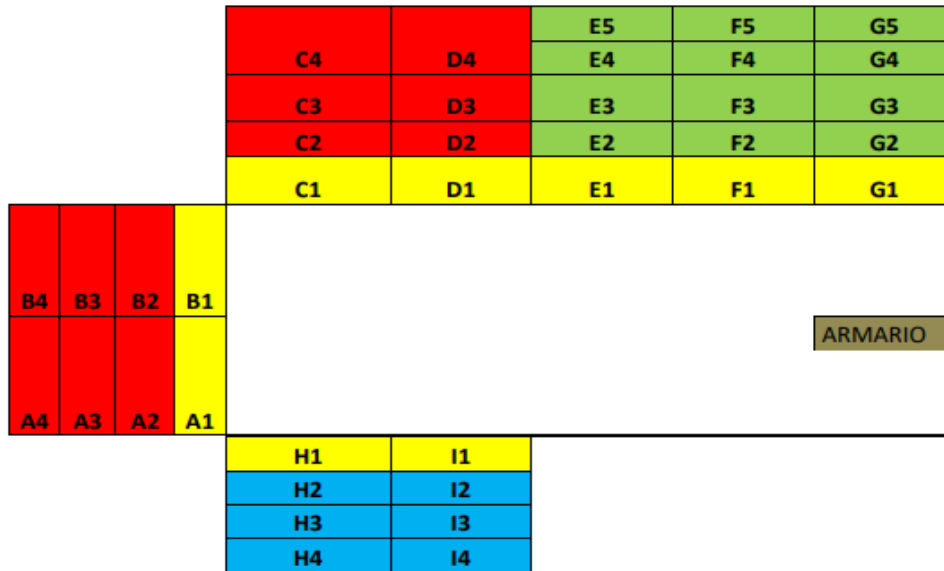 E5 F5 G5
C4 D4 E4 F4 G4
C3 D3 E3 F3 G3
C2 D2 E2 F2 G2
C1 D1 E1 F1 G1
B4 B3 B2 B1
ARMARIO
A4 A3 A2 A1
H1 I1
H2 I2
H3 I3
H4 I4